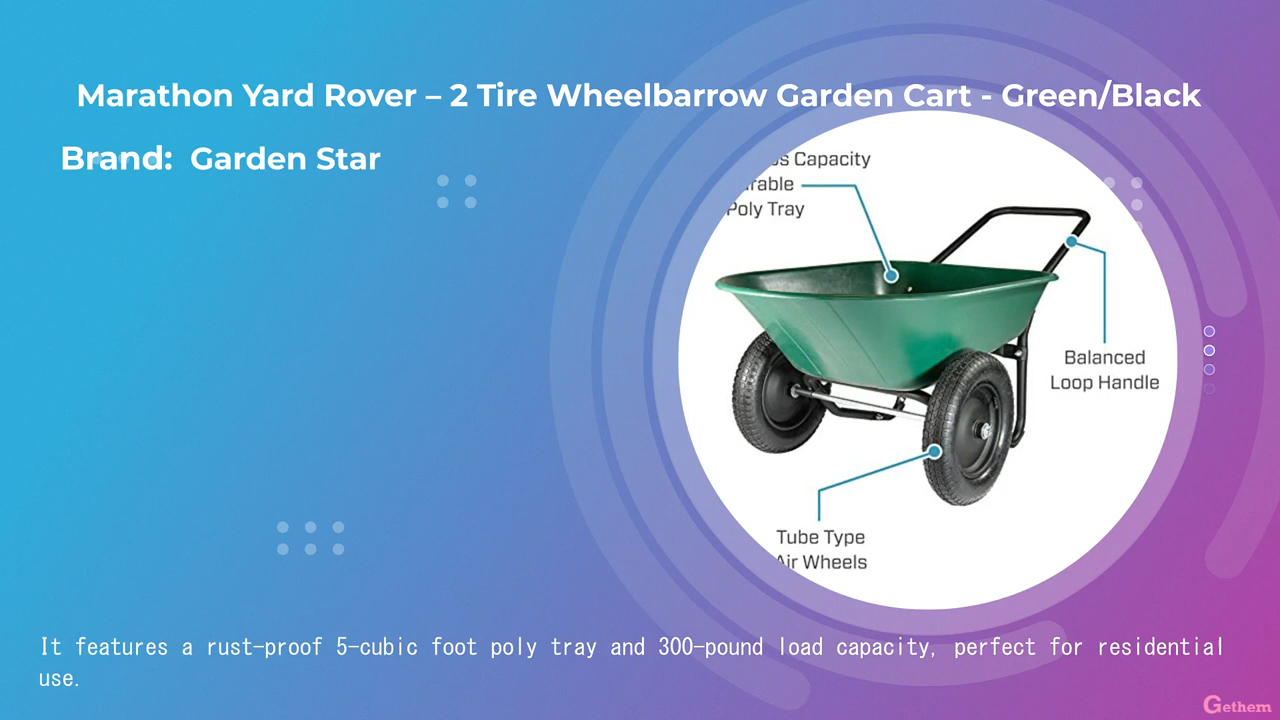 Marathon Yard Rover – 2 Tire Wheelbarrow Garden Cart - Green/Black
Brand: Garden Star
Capacity
Poly Tray
Balanced
Loop Handle
Tube Type
Air Wheels
It features a rust-proof 5-cubic foot poly tray and 300-pound load capacity, perfect for residential
use.
Gethem